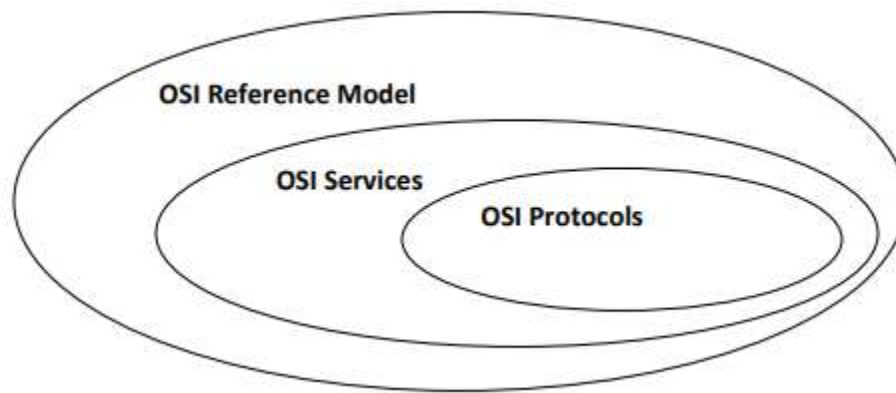 OSI Reference Model
OSI Services
OSI Protocols